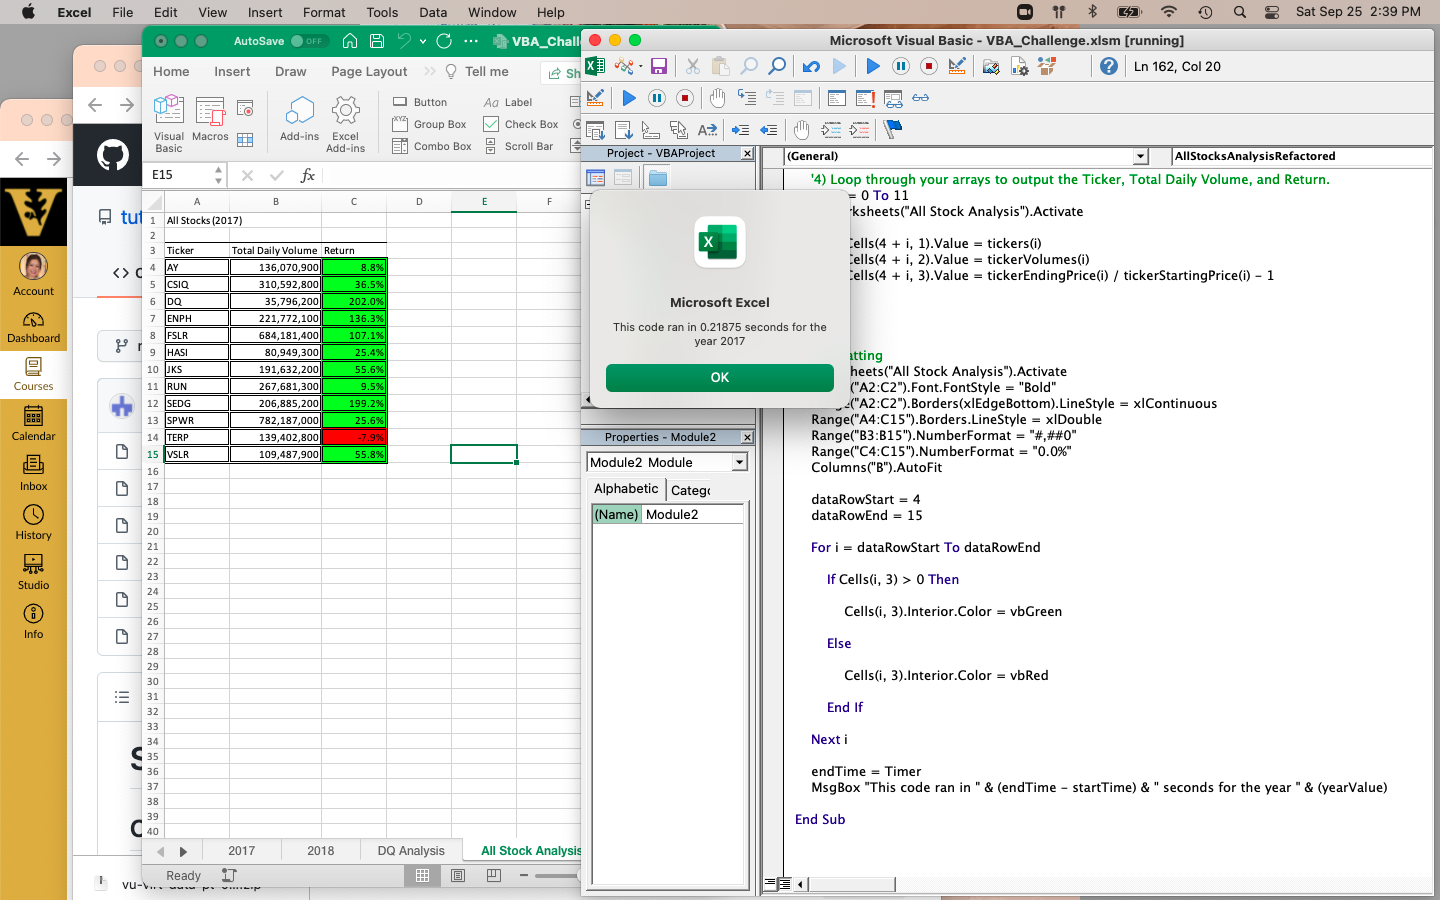 Excel File Edit View Insert Format Tools Data Window Help Sat Sep 25 2:39 PM
AutoSave OFF VBA_Chall
Microsoft Visual Basic - VBA_Challenge.xlsm [running]
Home Insert Draw Page Layout Tell me Sh
Ln 162, Col 20
Visual Basic
Macros
Add-ins
Excel Add-ins
Button
Group Box
Combo Box
Label
Check Box
Scroll Bar
E15
fx
Project - VBAProject
(General) AllStocksAnalysisRefactored
A B C D E F
1 All Stocks (2017)
2
3 Ticker Total Daily Volume Return
4 AY 136,070,900 8.8%
5 CSIQ 310,592,800 36.5%
6 DQ 35,796,200 202.0%
7 ENPH 221,772,100 136.3%
8 FSLR 684,181,400 107.1%
9 HASI 80,949,300 25.4%
10 JKS 191,632,200 55.6%
11 RUN 267,681,300 9.5%
12 SEDG 206,885,200 199.2%
13 SPWR 782,187,000 25.6%
14 TERP 139,402,800 -7.9%
15 VSLR 109,487,900 55.8%
16
17
18
19
20
21
22
23
24
25
26
27
28
29
30
31
32
33
34
35
36
37
38
39
40
2017 2018 DQ Analysis All Stock Analysis
Ready
Account
Dashboard
Courses
Calendar
Inbox
History
Studio
Info
tut
Microsoft Excel
This code ran in 0.21875 seconds for the
year 2017
OK
Properties - Module2
Module2 Module
Alphabetic Categ
(Name) Module2
'4) Loop through your arrays to output the Ticker, Total Daily Volume, and Return.
= 0 To 11
rksheets("All Stock Analysis").Activate
Cells(4 + i, 1).Value = tickers(i)
Cells(4 + i, 2).Value = tickerVolumes(i)
Cells(4 + i, 3).Value = tickerEndingPrice(i) / tickerStartingPrice(i) - 1
atting
heets("All Stock Analysis").Activate
("A2:C2").Font.FontStyle = "Bold"
Range("A2:C2").Borders(xlEdgeBottom).LineStyle = xlContinuous
Range("A4:C15").Borders.LineStyle = xlDouble
Range("B3:B15").NumberFormat = "#,##0"
Range("C4:C15").NumberFormat = "0.0%"
Columns("B").AutoFit
dataRowStart = 4
dataRowEnd = 15
For i = dataRowStart To dataRowEnd
If Cells(i, 3) > 0 Then
Cells(i, 3).Interior.Color = vbGreen
Else
Cells(i, 3).Interior.Color = vbRed
End If
Next i
endTime = Timer
MsgBox "This code ran in " & (endTime - startTime) & " seconds for the year " & (yearValue)
End Sub